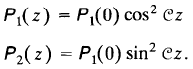 P₁(z) = P₁(0) cos² 𝒞z
P₂(z) = P₁(0) sin² 𝒞z.